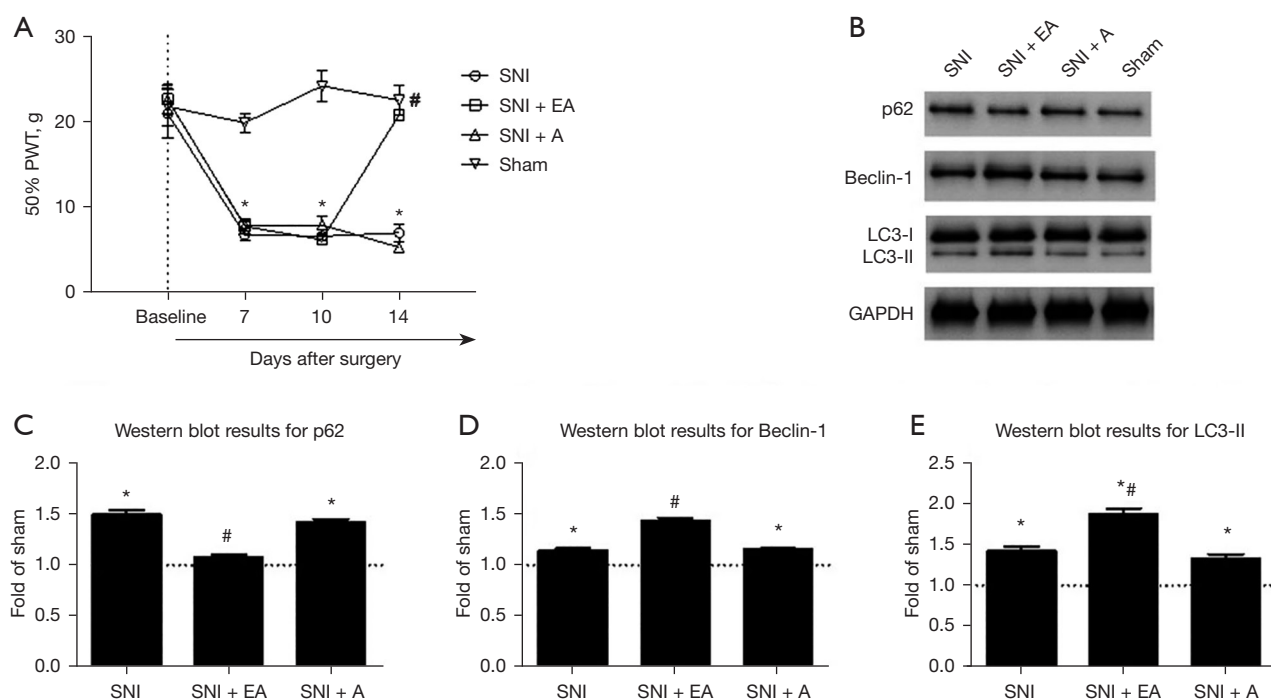 A
50% PWT, g
30
20
10
0
Baseline
7
10
14
Days after surgery
*
*
*
#
SNI
SNI + EA
SNI + A
Sham
B
SNI
SNI + EA
SNI + A
Sham
p62
Beclin-1
LC3-I
LC3-II
GAPDH
C
Western blot results for p62
Fold of sham
2.0
1.5
1.0
0.5
0.0
*
#
*
SNI
SNI + EA
SNI + A
D
Western blot results for Beclin-1
Fold of sham
2.0
1.5
1.0
0.5
0.0
*
#
*
SNI
SNI + EA
SNI + A
E
Western blot results for LC3-II
Fold of sham
2.5
2.0
1.5
1.0
0.5
0.0
*
*#
*
SNI
SNI + EA
SNI + A